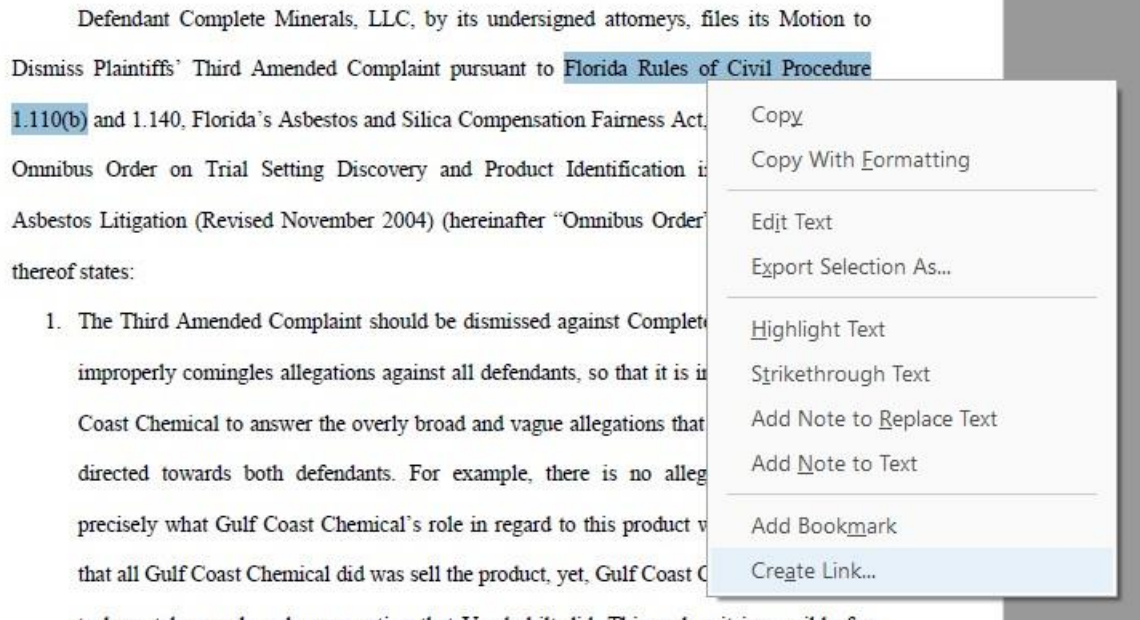 Defendant Complete Minerals, LLC, by its undersigned attorneys, files its Motion to
Dismiss Plaintiffs’ Third Amended Complaint pursuant to Florida Rules of Civil Procedure
1.110(b) and 1.140, Florida’s Asbestos and Silica Compensation Fairness Act,
Omnibus Order on Trial Setting Discovery and Product Identification
Asbestos Litigation (Revised November 2004) (hereinafter “Omnibus Order
thereof states:
1. The Third Amended Complaint should be dismissed against Complete
improperly comingles allegations against all defendants, so that it is
Coast Chemical to answer the overly broad and vague allegations that
directed towards both defendants. For example, there is no
precisely what Gulf Coast Chemical’s role in regard to this product
that all Gulf Coast Chemical did was sell the product, yet, Gulf Coast
Copy
Copy With Formatting
Edit Text
Export Selection As...
Highlight Text
Strikethrough Text
Add Note to Replace Text
Add Note to Text
Add Bookmark
Create Link...